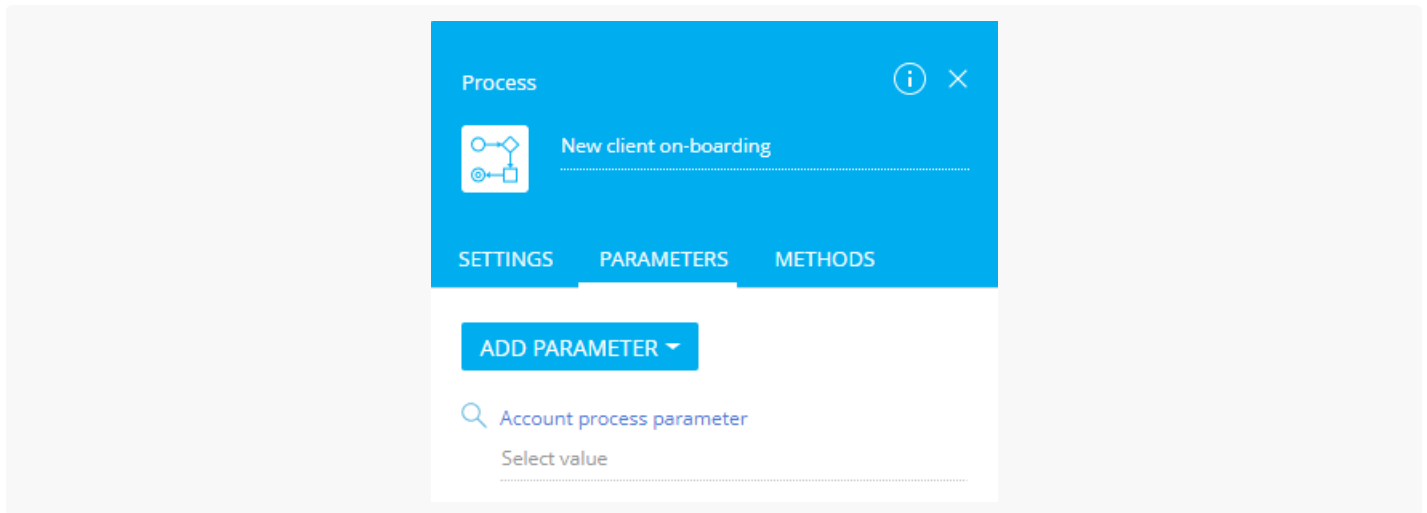 Process
New client on-boarding
SETTINGS PARAMETERS METHODS
ADD PARAMETER
Account process parameter
Select value